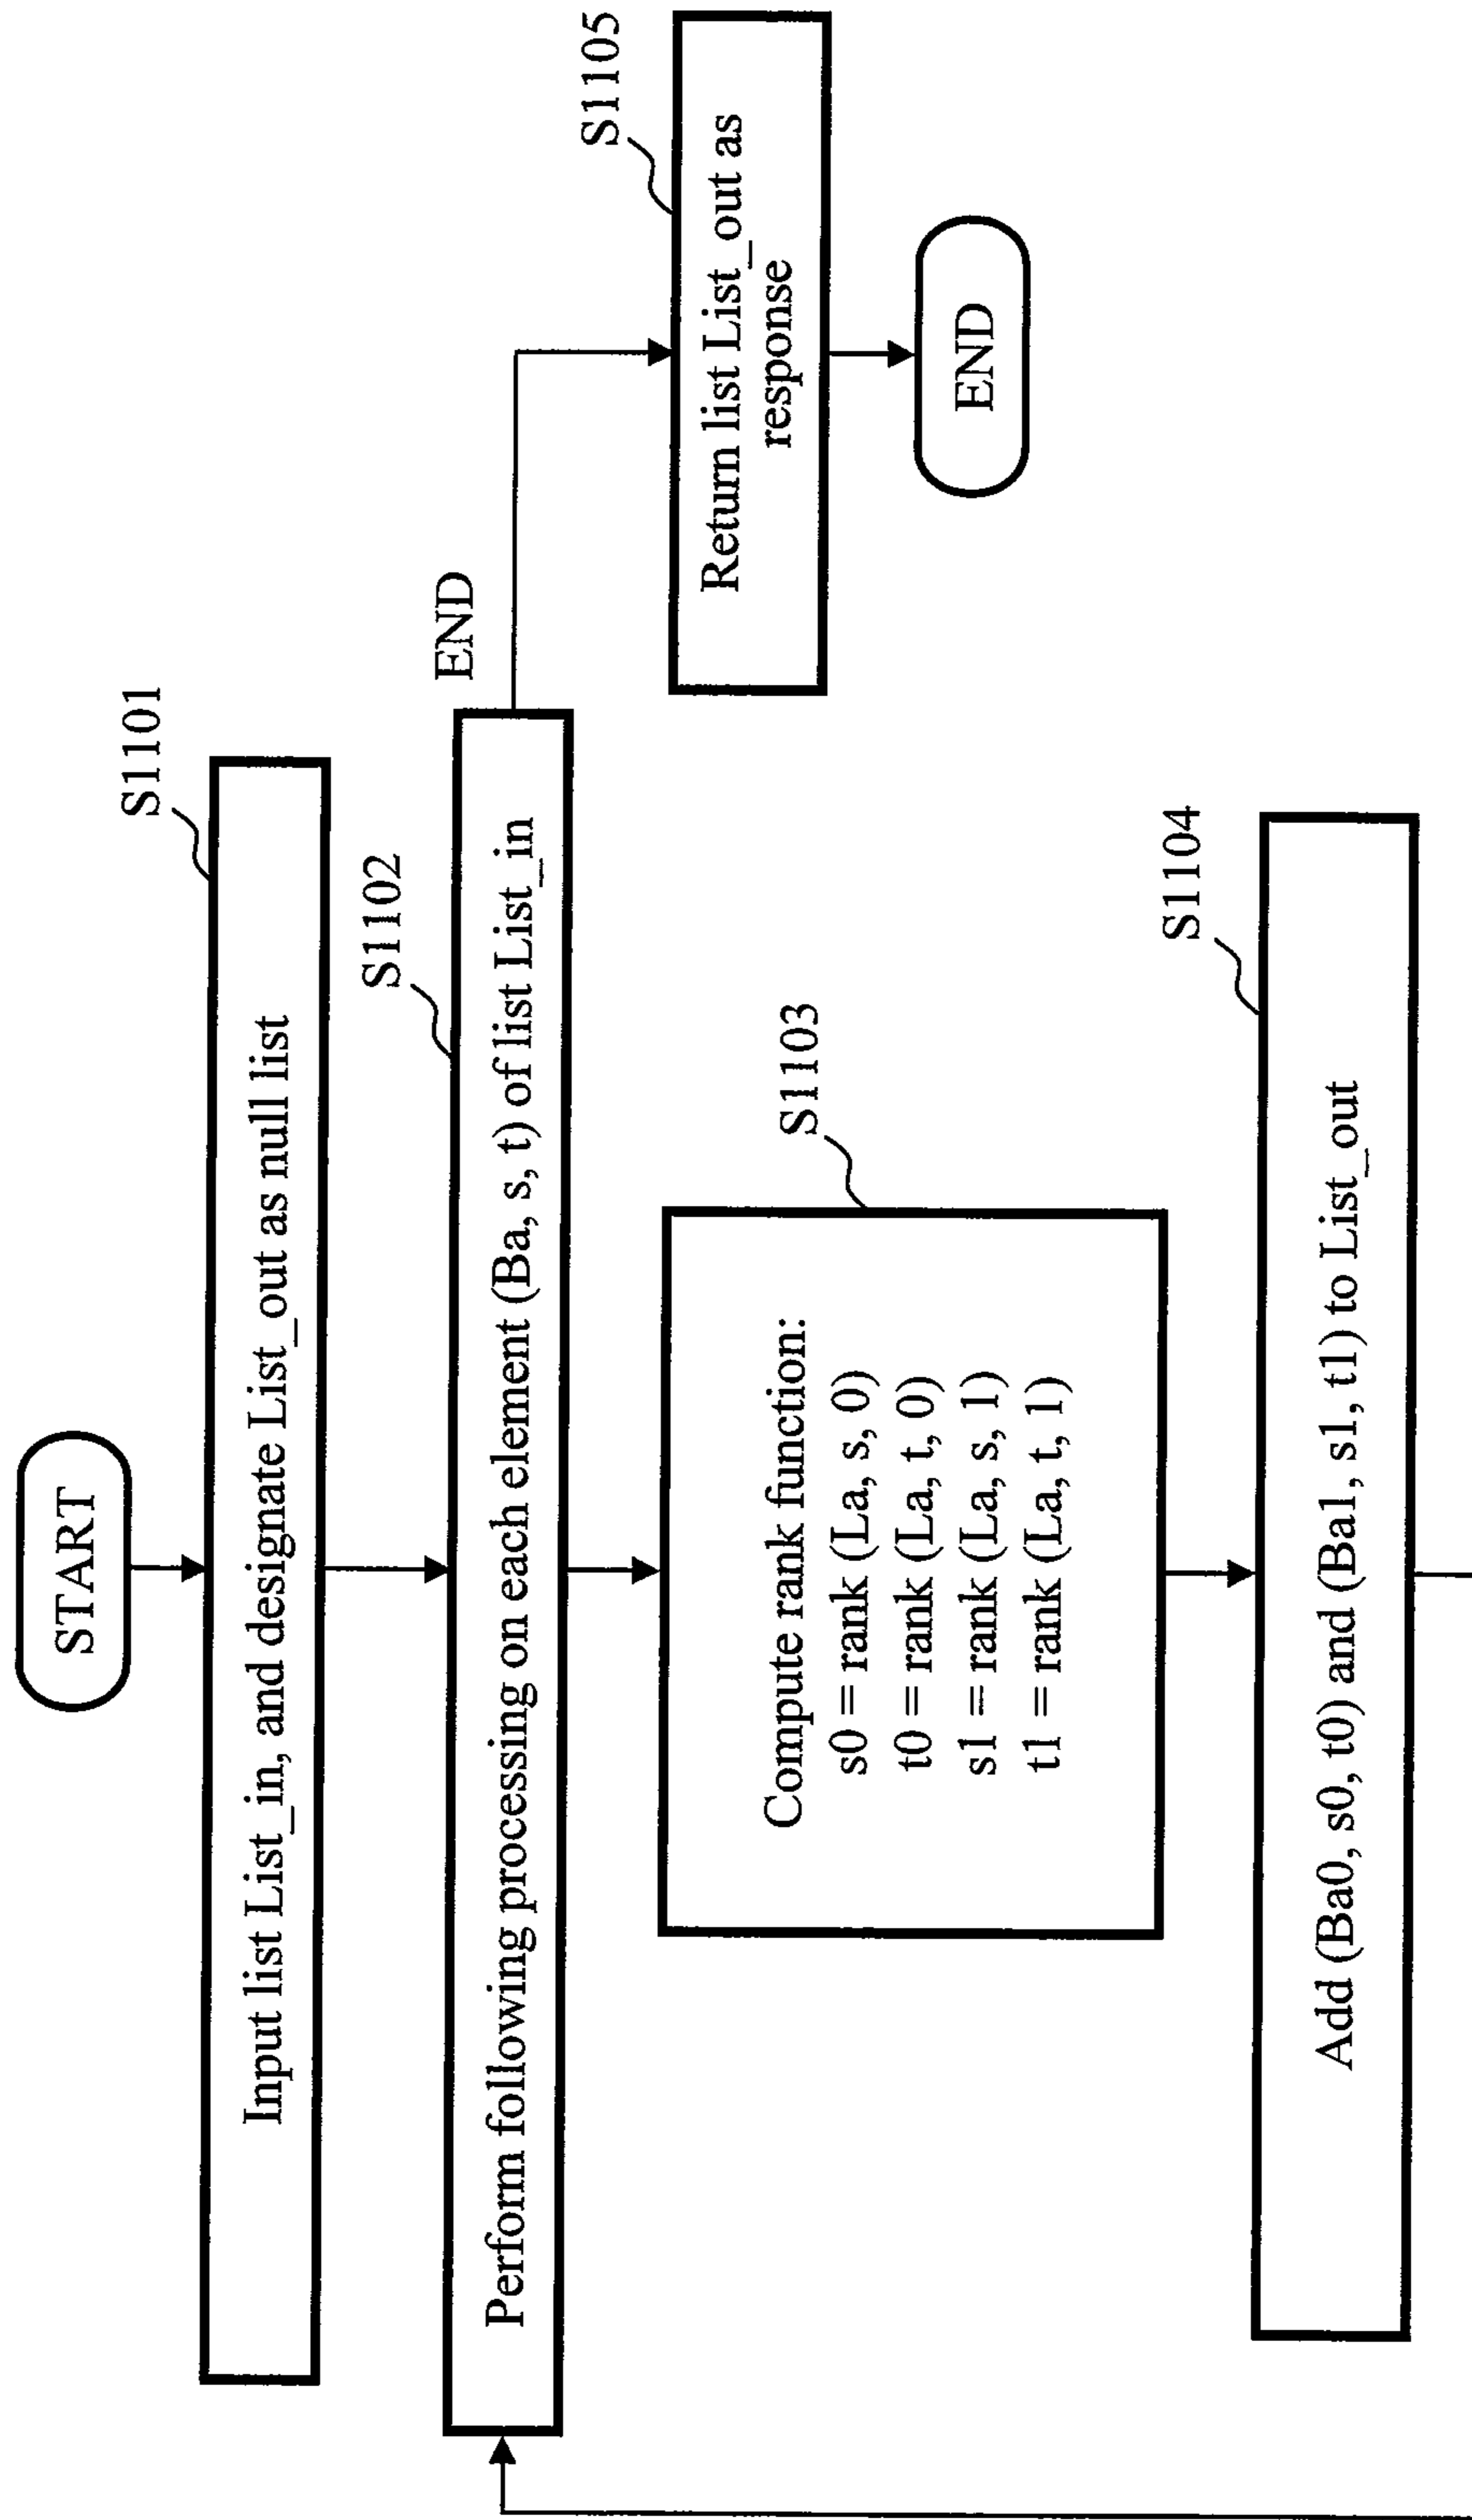 START
S1101
Input list List_in, and designate List_out as null list
S1102
END
Perform following processing on each element (Ba, s, t) of list List_in
S1103
Compute rank function:
s0 = rank (La, s, 0)
t0 = rank (La, t, 0)
s1 = rank (La, s, 1)
t1 = rank (La, t, 1)
S1104
Add (Ba0, s0, t0) and (Ba1, s1, t1) to List_out
S1105
Return list List_out as
response
END